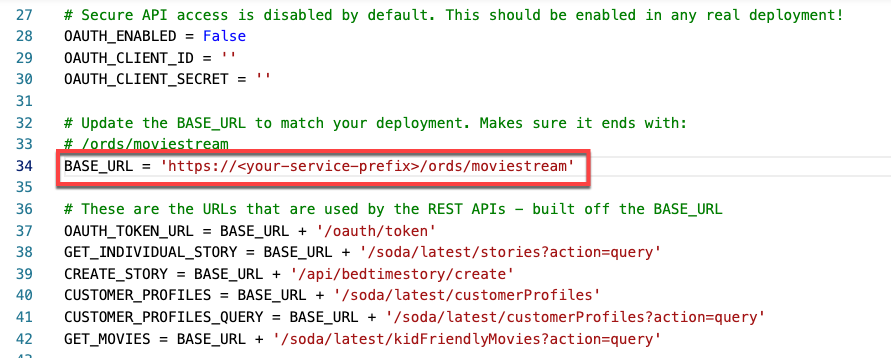 27 # Secure API access is disabled by default. This should be enabled in any real deployment!
28 OAUTH_ENABLED = False
29 OAUTH_CLIENT_ID = ''
30 OAUTH_CLIENT_SECRET = ''
31
32 # Update the BASE_URL to match your deployment. Makes sure it ends with:
33 # /ords/moviestream
34 BASE_URL = 'https://<your-service-prefix>/ords/moviestream'
35
36 # These are the URLs that are used by the REST APIs - built off the BASE_URL
37 OAUTH_TOKEN_URL = BASE_URL + '/oauth/token'
38 GET_INDIVIDUAL_STORY = BASE_URL + '/soda/latest/stories?action=query'
39 CREATE_STORY = BASE_URL + '/api/bedtimestory/create'
40 CUSTOMER_PROFILES = BASE_URL + '/soda/latest/customerProfiles'
41 CUSTOMER_PROFILES_QUERY = BASE_URL + '/soda/latest/customerProfiles?action=query'
42 GET_MOVIES = BASE_URL + '/soda/latest/kidFriendlyMovies?action=query'